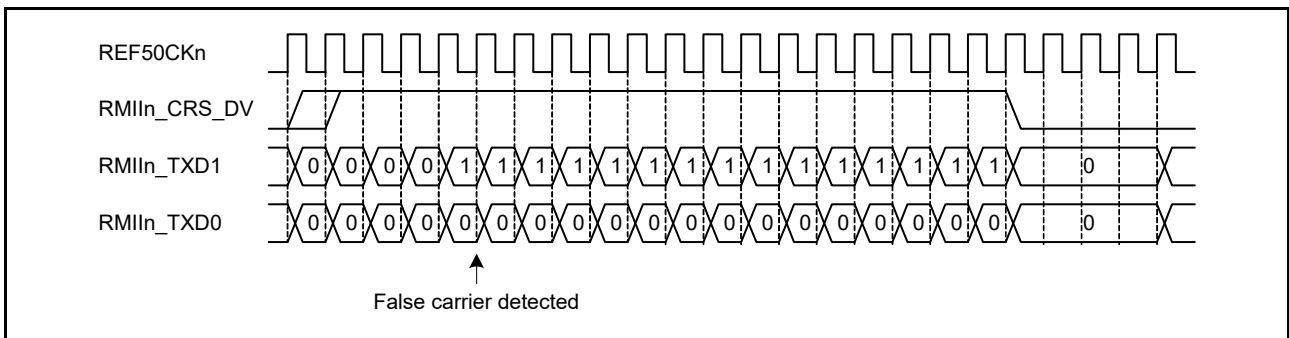 REF50CKn
RMIIn_CRS_DV
RMIIn_TXD1 0 0 0 0 1 1 1 1 1 1 1 1 1 1 1 1 1 1 1 0
RMIIn_TXD0 0 0 0 0 0 0 0 0 0 0 0 0 0 0 0 0 0 0 0 0
False carrier detected